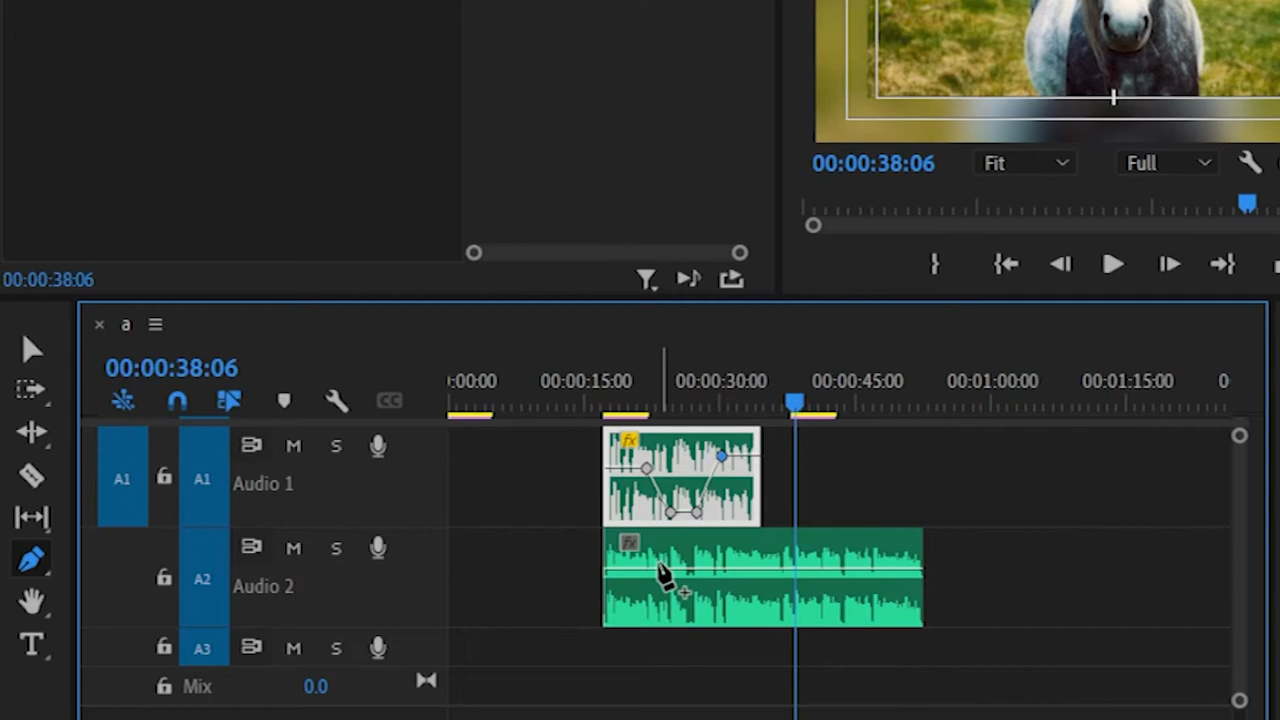 00:00:38:06 Fit Full
00:00:38:06
× a
00:00:38:06
:00:00 00:00:15:00 00:00:30:00 00:00:45:00 00:01:00:00 00:01:15:00 0
CC
A1 A1 M S
fx
Audio 1
A2 M S
fx
Audio 2
A3 M S
Mix 0.0
T